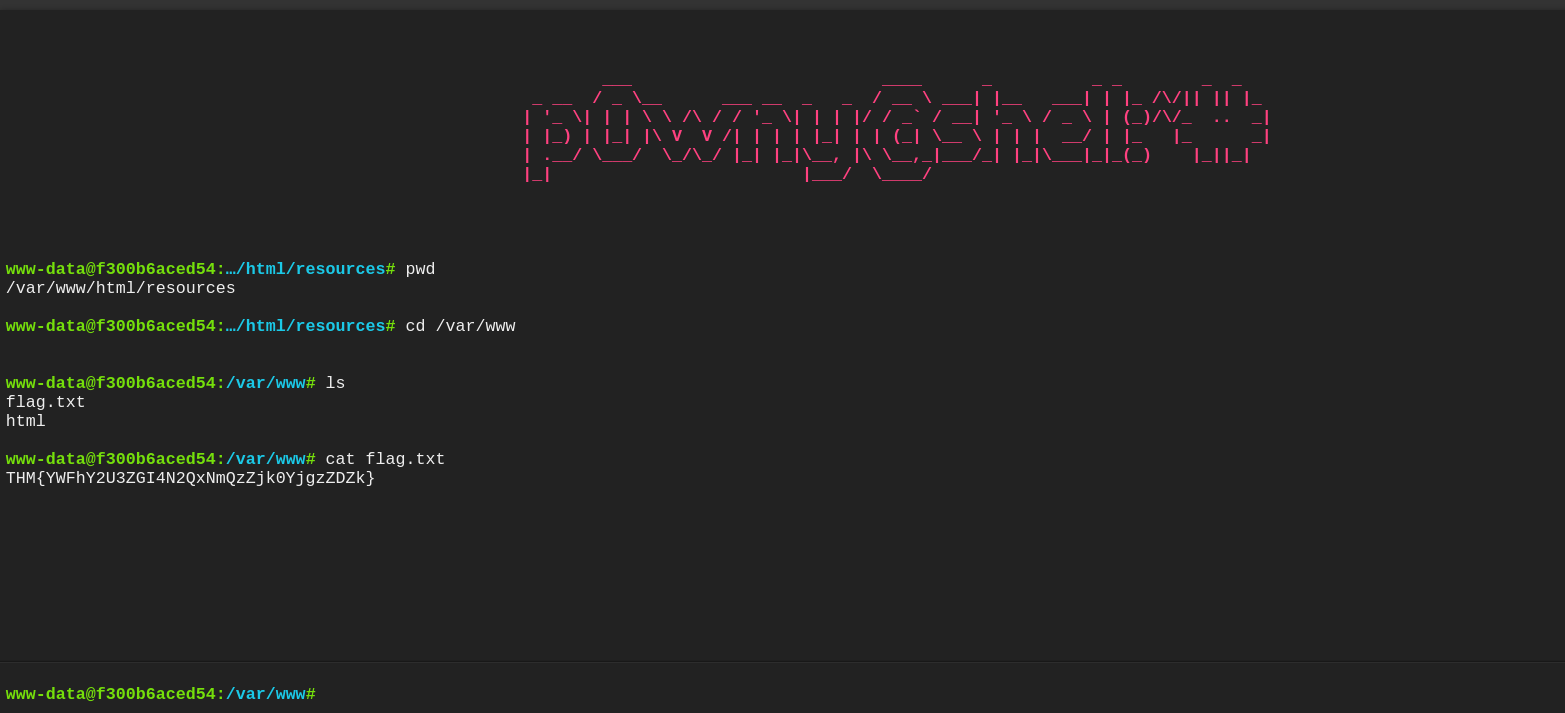 p0wny@shell:~#
www-data@f300b6aced54:…/html/resources# pwd
/var/www/html/resources
www-data@f300b6aced54:…/html/resources# cd /var/www
www-data@f300b6aced54:/var/www# ls
flag.txt
html
www-data@f300b6aced54:/var/www# cat flag.txt
THM{YWFhY2U3ZGI4N2QxNmQzZjk0YjgzZDZk}
www-data@f300b6aced54:/var/www#